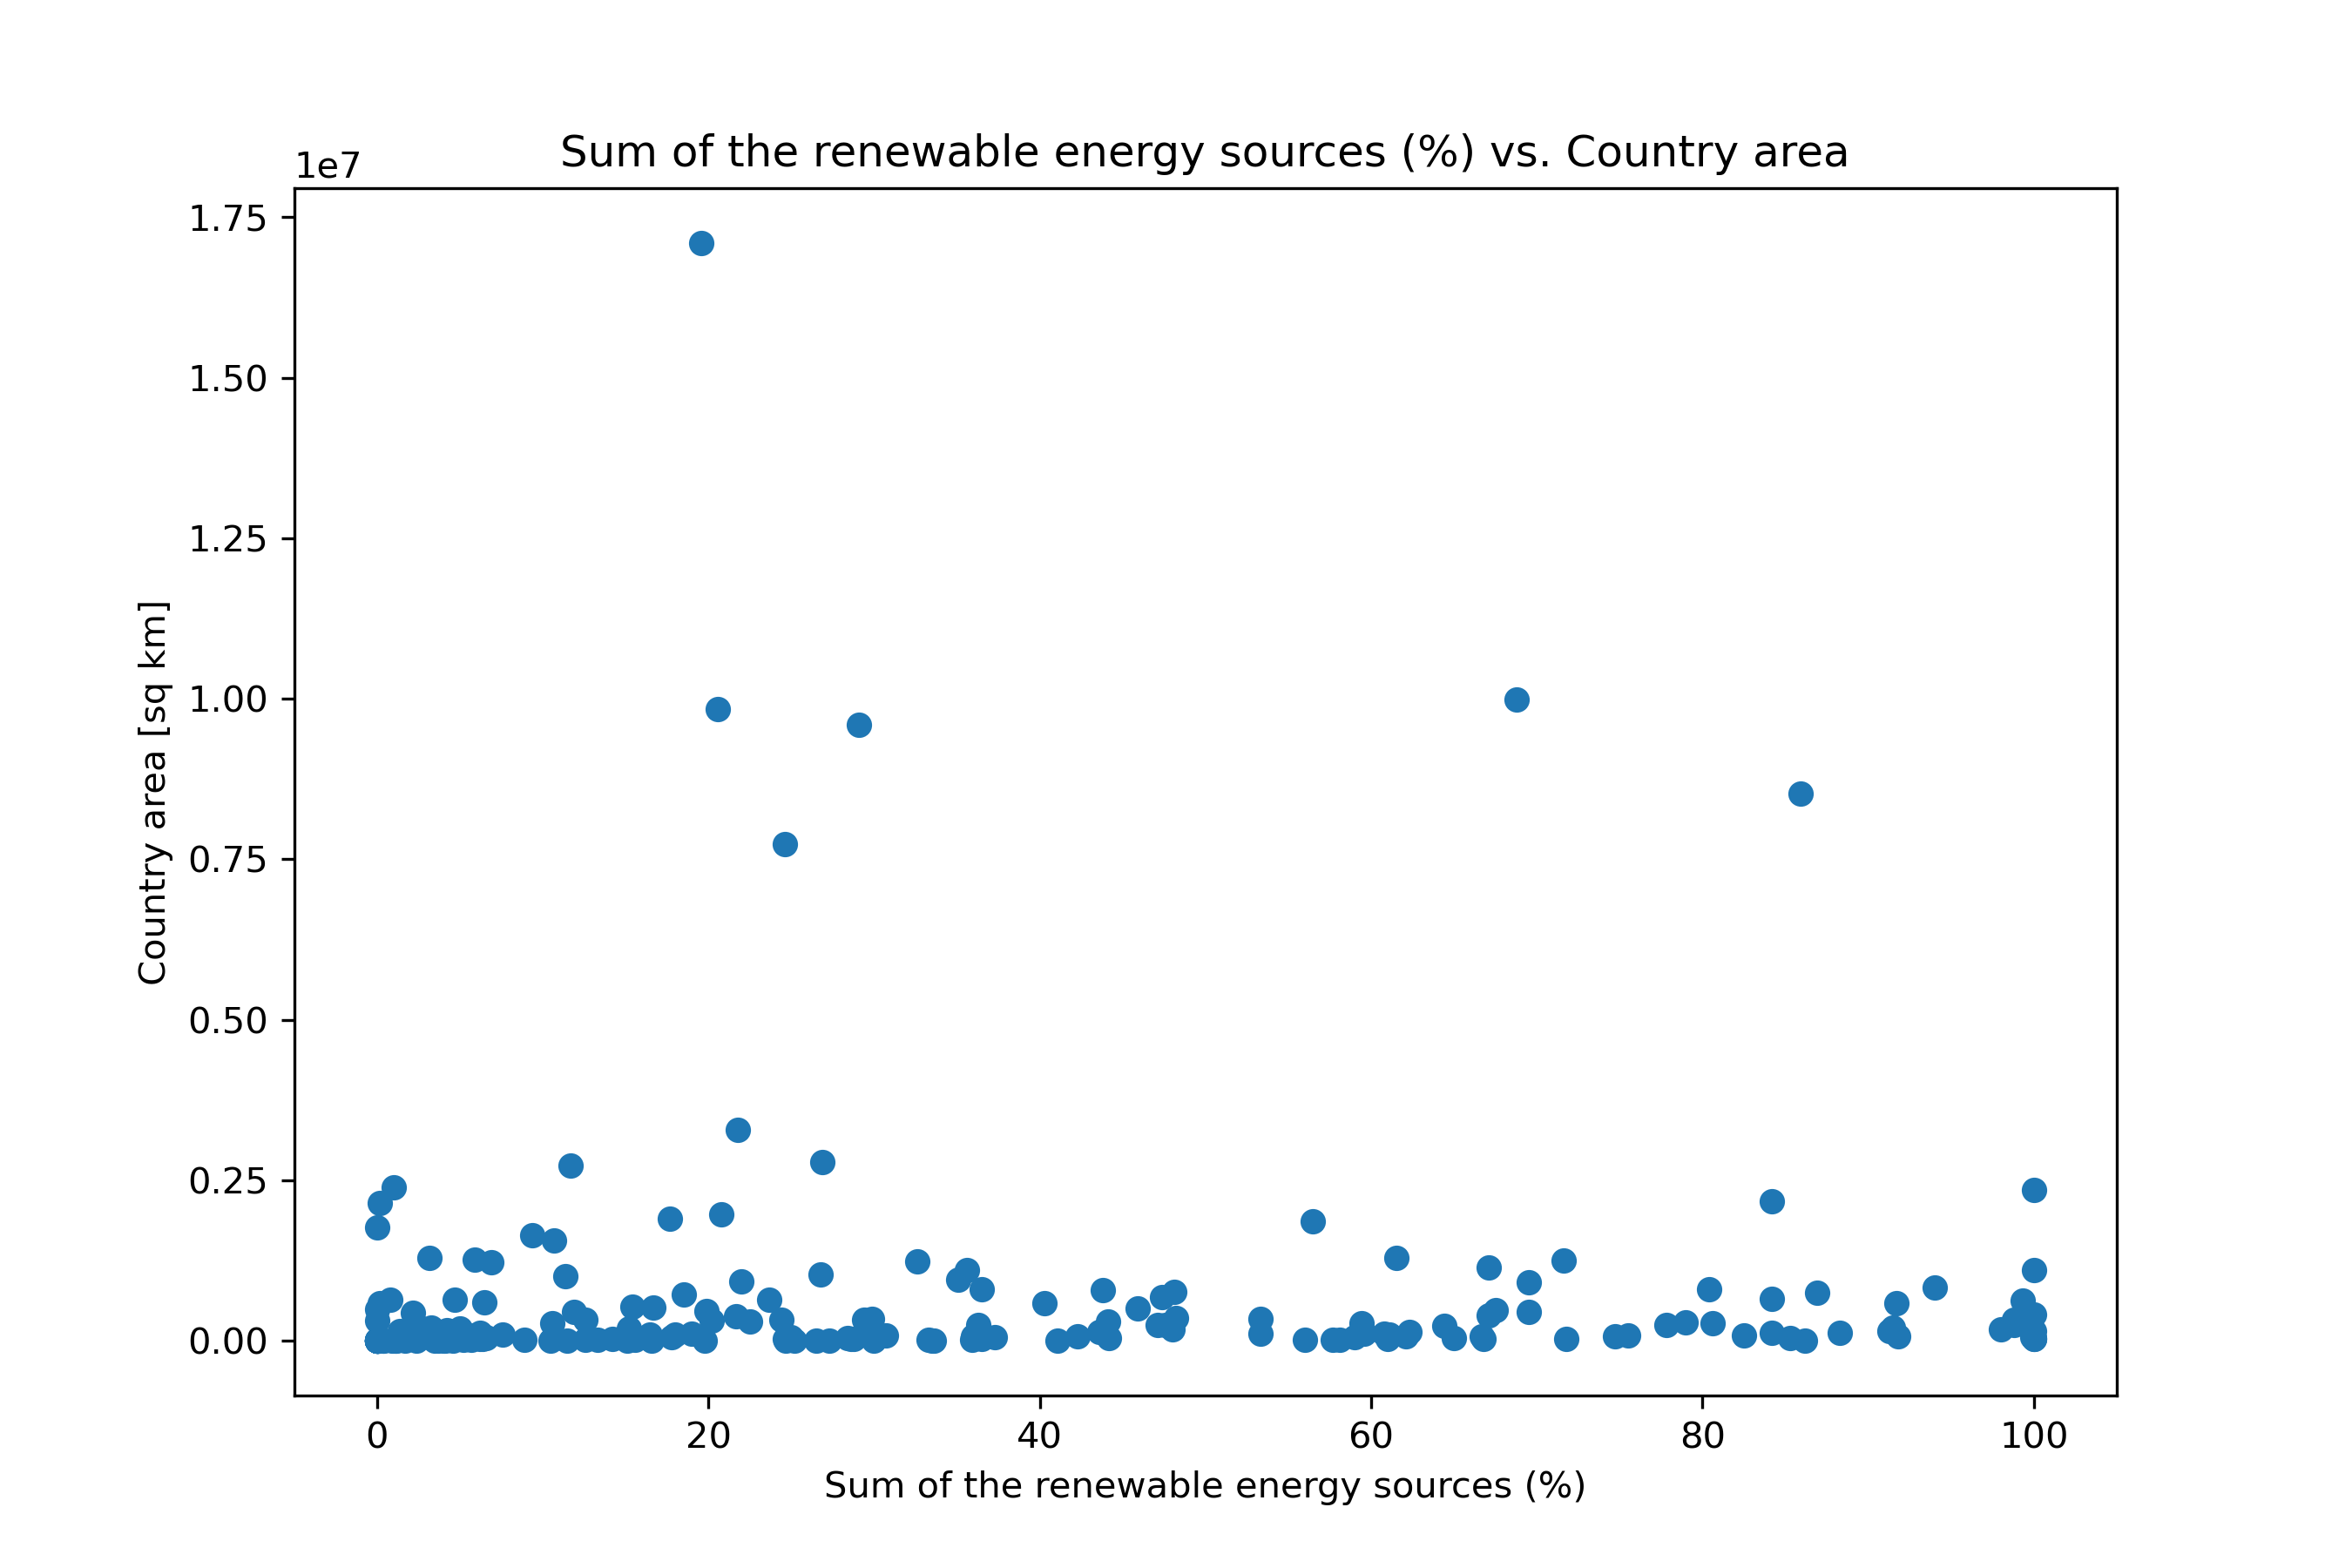 Sum of the renewable energy sources (%) vs. Country area
1e7
1.75
1.50
1.25
1.00
0.75
0.50
0.25
0.00
Country area [sq km]
0 20 40 60 80 100
Sum of the renewable energy sources (%)